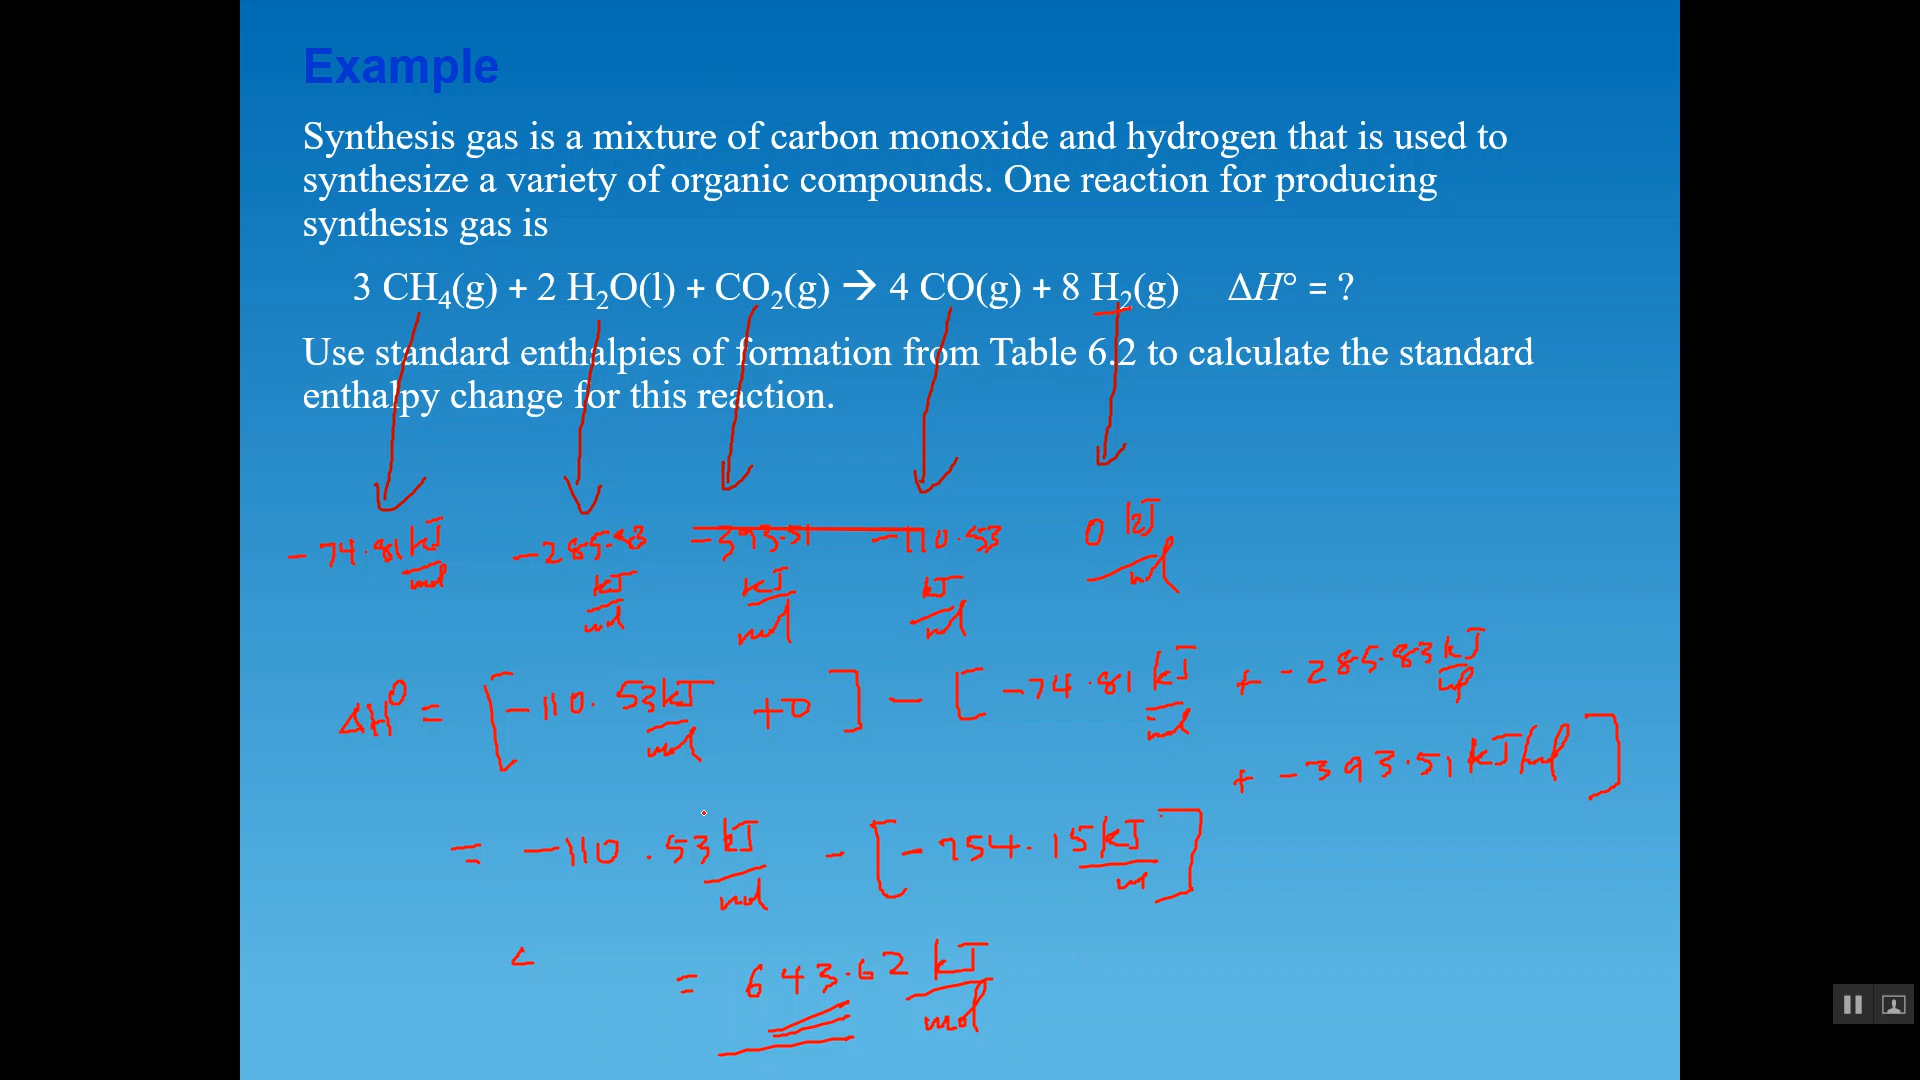 Example
Synthesis gas is a mixture of carbon monoxide and hydrogen that is used to
synthesize a variety of organic compounds. One reaction for producing
synthesis gas is
3 CH₄(g) + 2 H₂O(l) + CO₂(g) → 4 CO(g) + 8 H₂(g) ΔH° = ?
Use standard enthalpies of formation from Table 6.2 to calculate the standard
enthalpy change for this reaction.
-74.81 kJ/mol -285.83 kJ/mol -393.51 kJ/mol -110.53 kJ/mol 0 kJ/mol
ΔH⁰ = [-110.53 kJ/mol + 0] - [-74.81 kJ/mol + -285.83 kJ/mol
+ -393.51 kJ/mol]
= -110.53 kJ/mol - [-754.15 kJ/mol]
= 643.62 kJ/mol